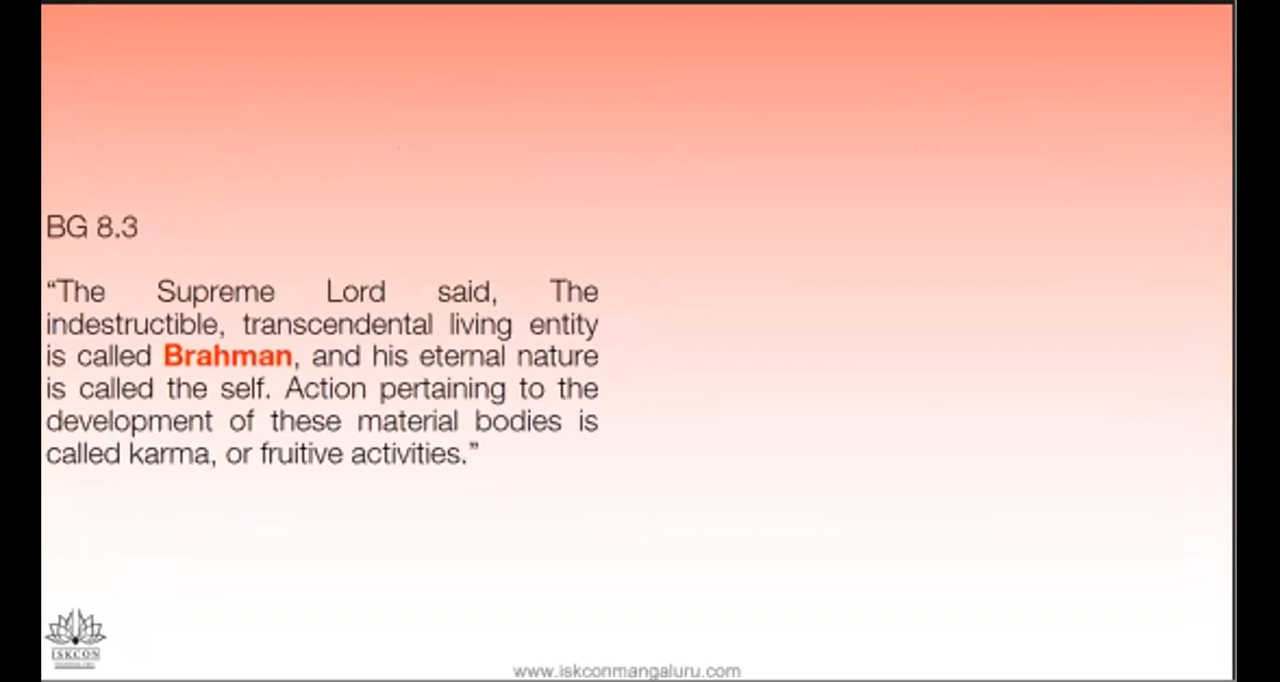 BG 8.3
“The Supreme Lord said, The
indestructible, transcendental living entity
is called Brahman, and his eternal nature
is called the self. Action pertaining to the
development of these material bodies is
called karma, or fruitive activities.”
ISKCON
www.iskconmangaluru.com